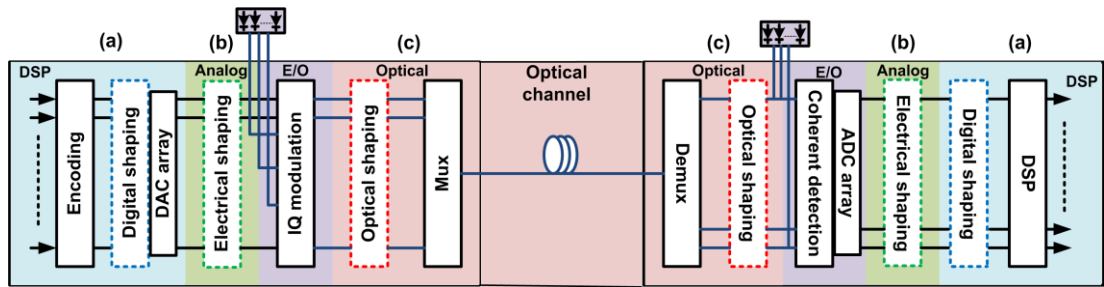 (a)
(b)
(c)
(c)
(b)
(a)
DSP
Analog
E/O
Optical
Optical
channel
Optical
E/O
Analog
DSP
Encoding
Digital shaping
DAC array
Electrical shaping
IQ modulation
Optical shaping
Mux
Demux
Optical shaping
Coherent detection
ADC array
Electrical shaping
Digital shaping
DSP